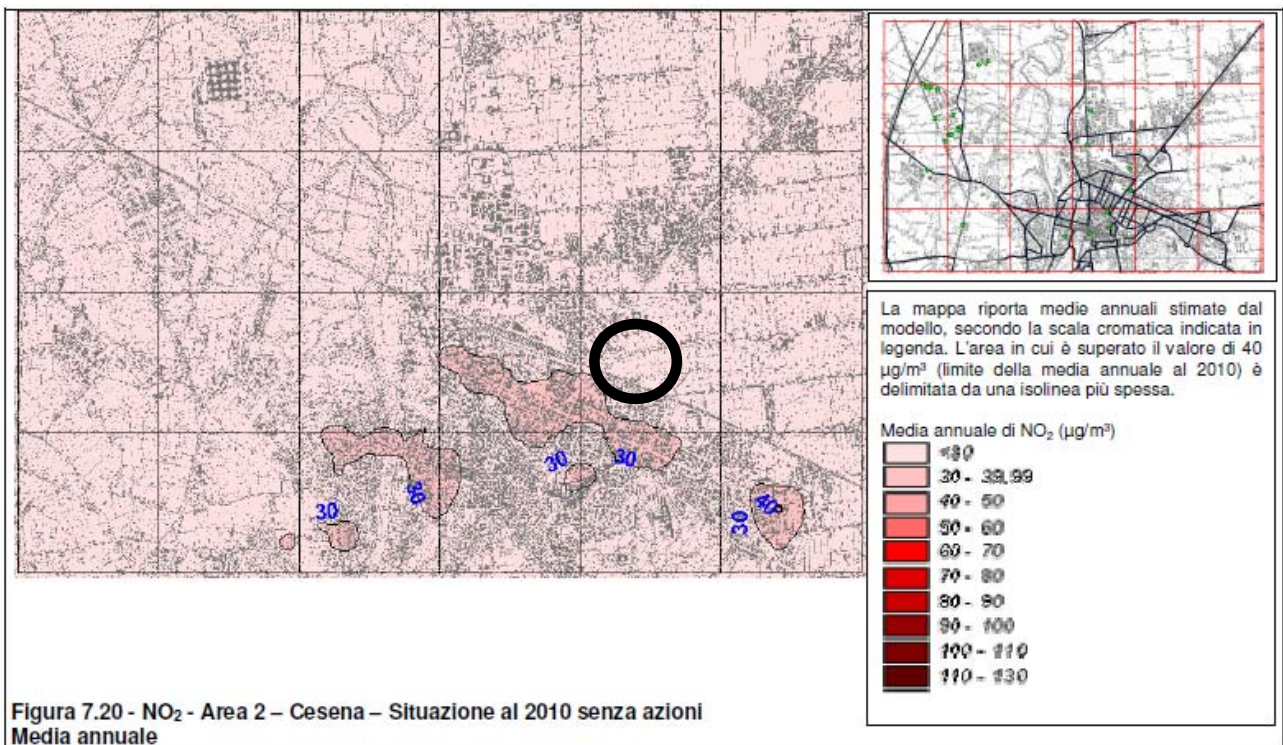 30
30
30
30
30
40
La mappa riporta medie annuali stimate dal
modello, secondo la scala cromatica indicata in
legenda. L'area in cui è superato il valore di 40
µg/m³ (limite della media annuale al 2010) è
delimitata da una isolinea più spessa.
Media annuale di NO₂ (µg/m³)
<30
30 - 39,99
40 - 50
50 - 60
60 - 70
70 - 80
80 - 90
90 - 100
100 - 110
110 - 130
Figura 7.20 - NO₂ - Area 2 – Cesena – Situazione al 2010 senza azioni
Media annuale